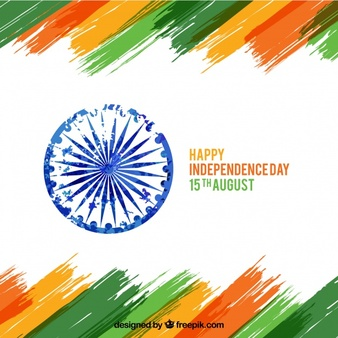 HAPPY
INDEPENDENCE DAY
15TH AUGUST
designed by freepik.com